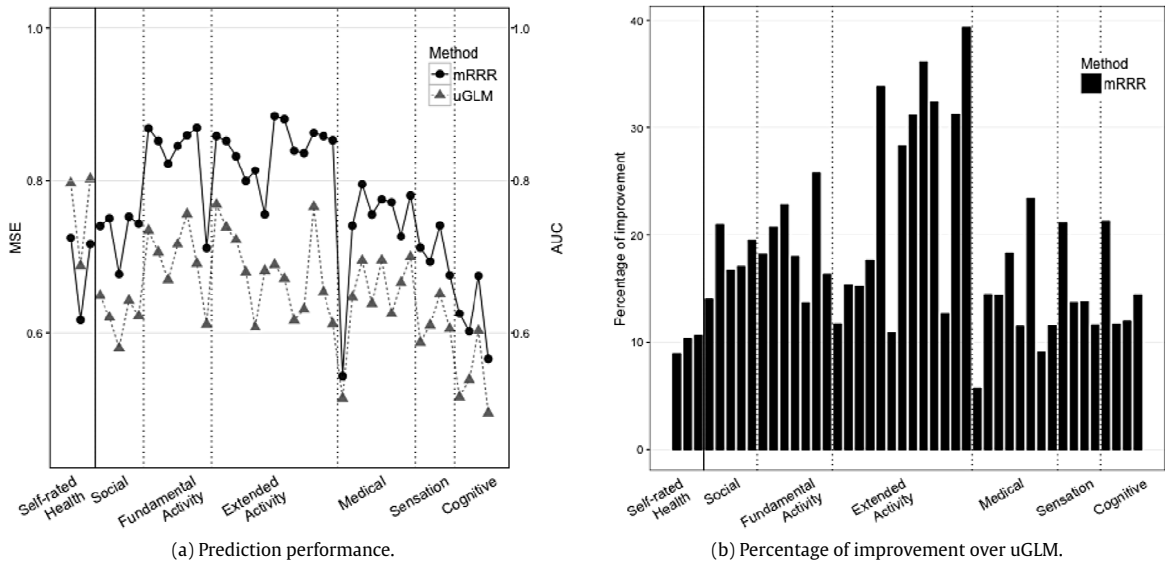 1.0
0.8
0.6
MSE
1.0
0.8
0.6
AUC
Method
mRRR
uGLM
Self-rated
Health
Social
Fundamental
Activity
Extended
Activity
Medical
Sensation
Cognitive
(a) Prediction performance.
40
30
20
10
0
Percentage of improvement
Method
mRRR
Self-rated
Health
Social
Fundamental
Activity
Extended
Activity
Medical
Sensation
Cognitive
(b) Percentage of improvement over uGLM.